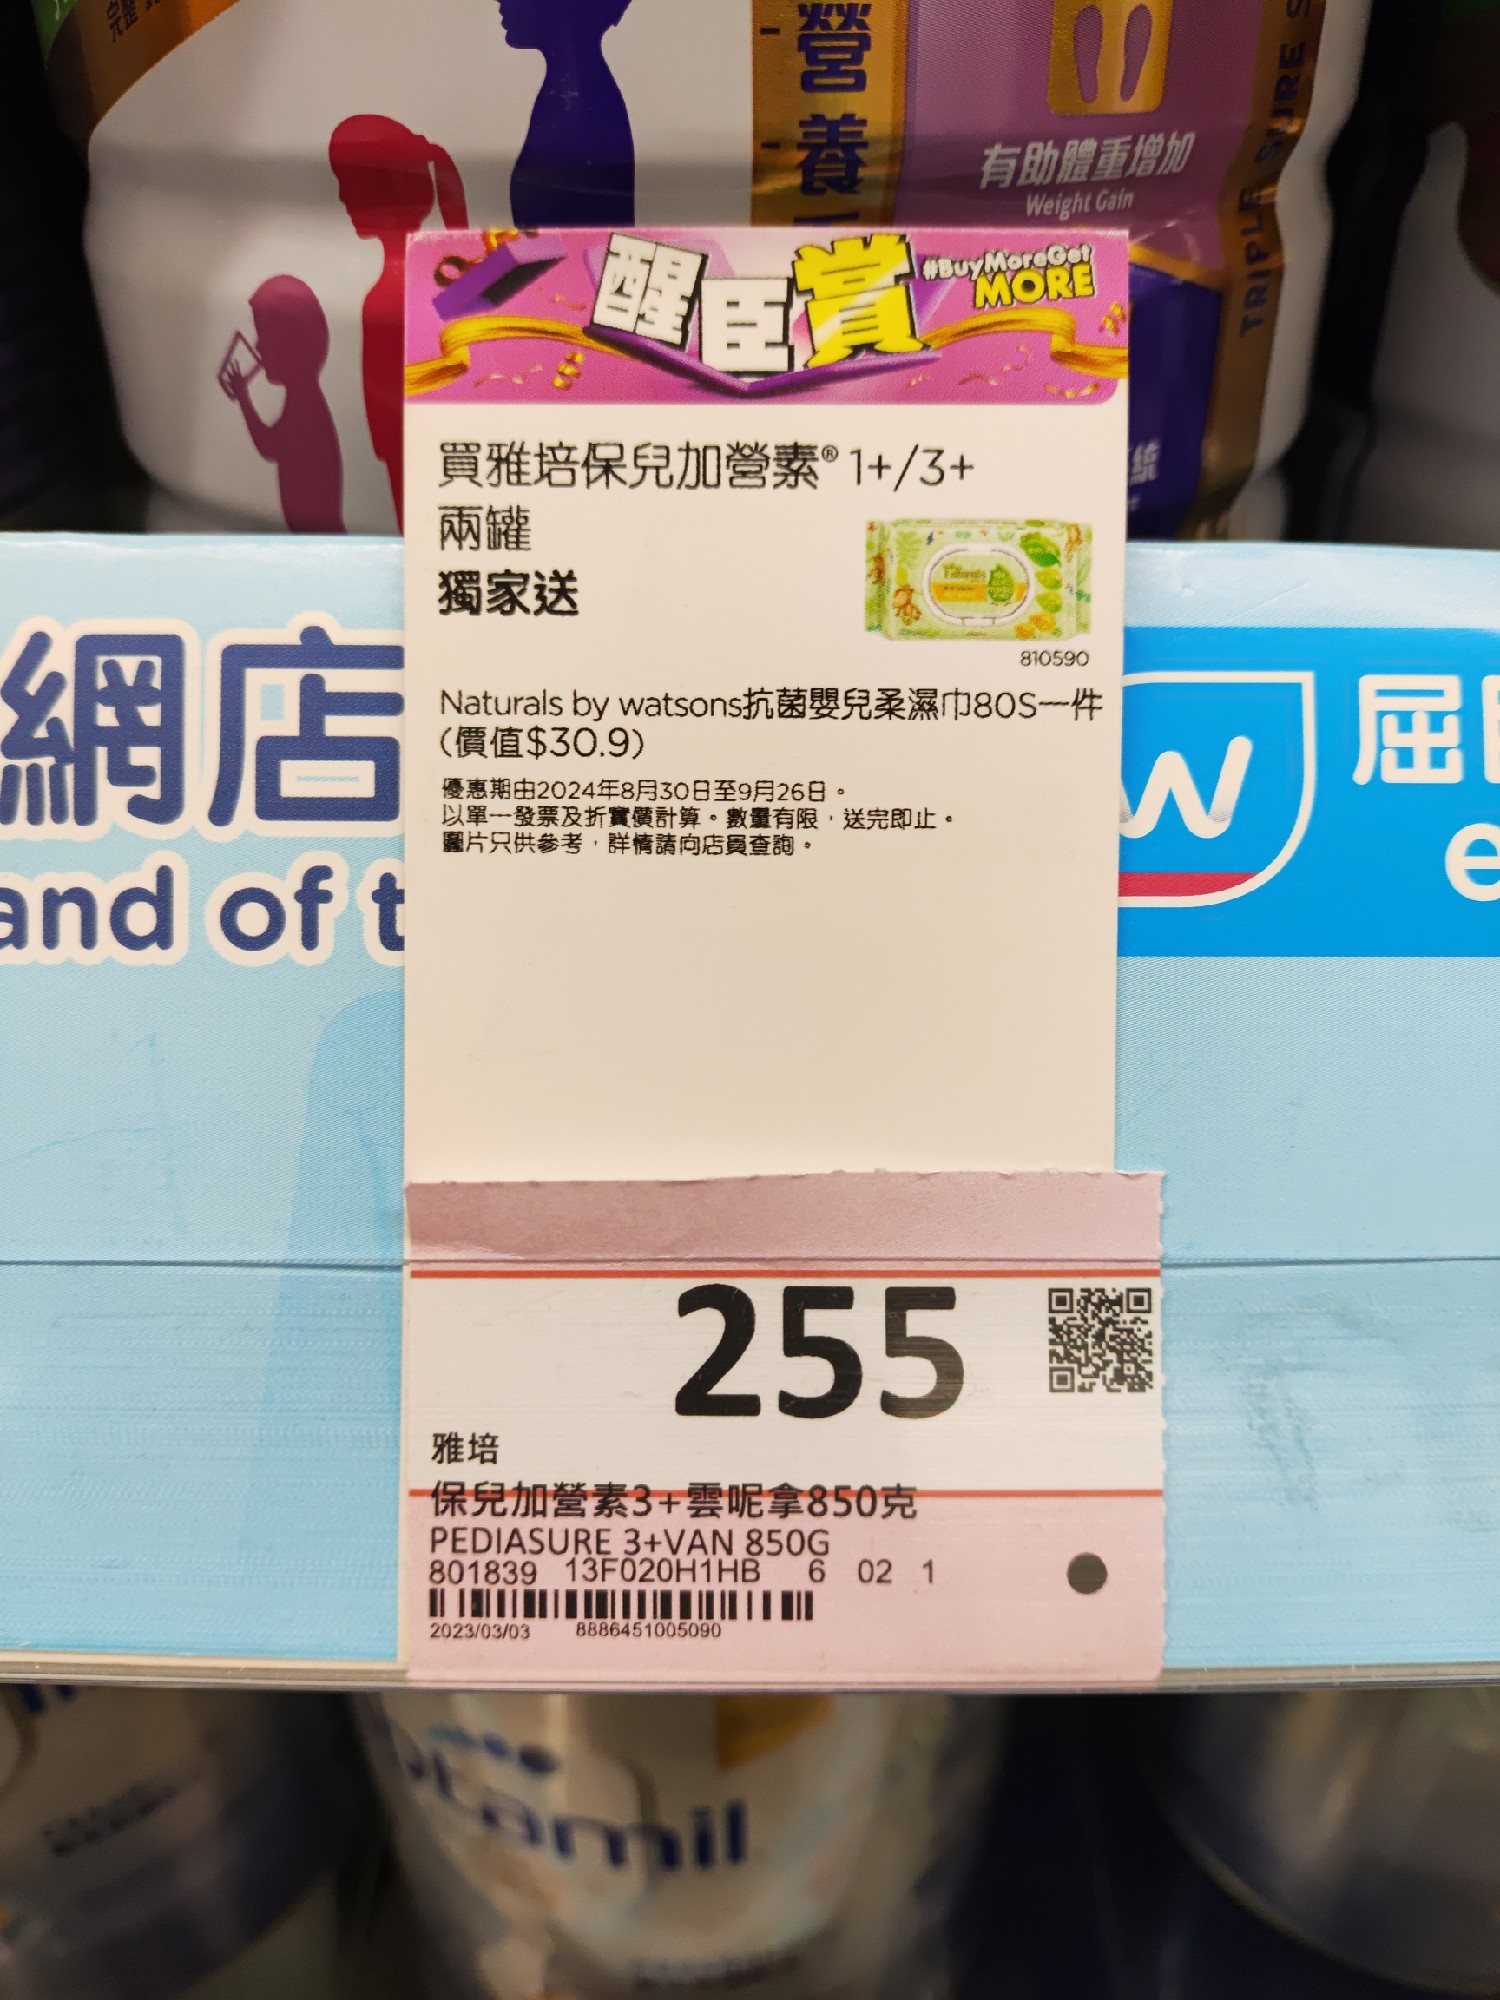 營養
有助體重增加
Weight Gain
TRIPLE SURE
醒臣賞
#BuyMoreGet
MORE
買雅培保兒加營素® 1+/3+
兩罐
獨家送
810590
Naturals by watsons抗菌嬰兒柔濕巾80S一件
(價值$30.9)
優惠期由2024年8月30日至9月26日。
以單一發票及折實價計算。數量有限，送完即止。
圖片只供參考，詳情請向店員查詢。
網店
and of t
w
屈
e
255
雅培
保兒加營素3+雲呢拿850克
PEDIASURE 3+VAN 850G
801839 13F020H1HB 6 02 1
2023/03/03 8886451005090
tamil